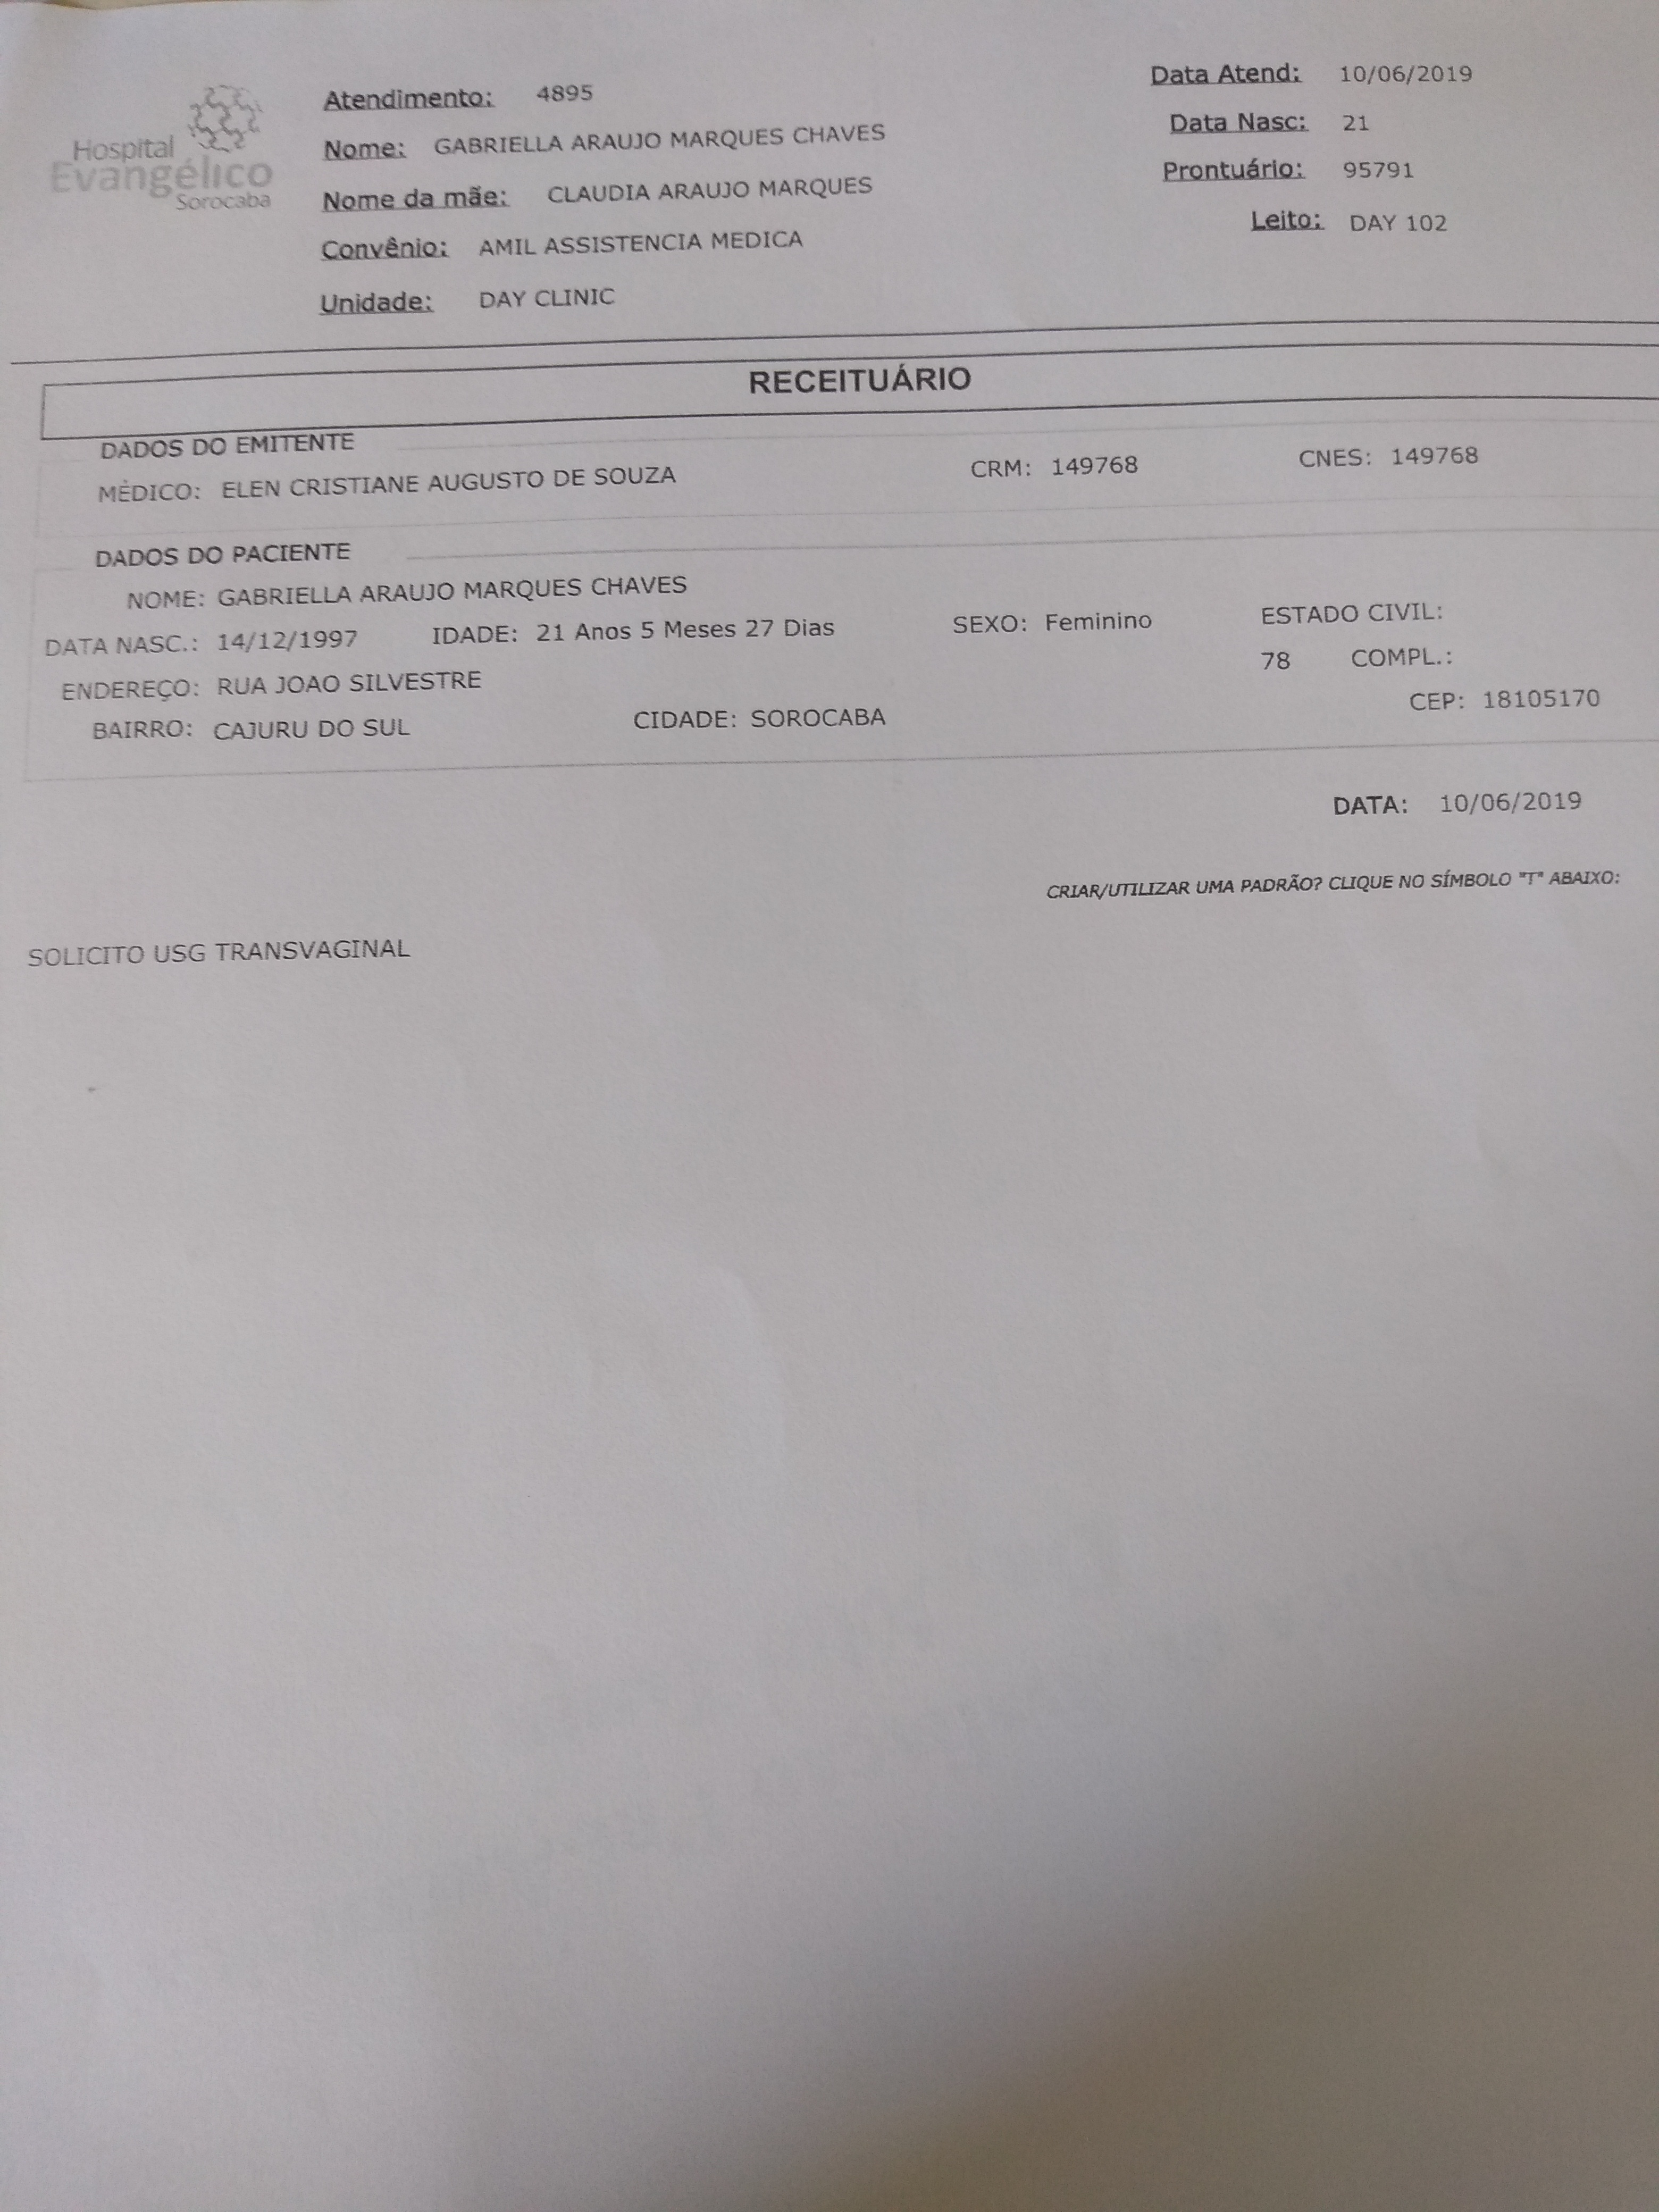 Hospital
Evangélico
Sorocaba
Atendimento: 4895
Data Atend: 10/06/2019
Nome: GABRIELLA ARAUJO MARQUES CHAVES
Data Nasc: 21
Nome da mãe: CLAUDIA ARAUJO MARQUES
Prontuário: 95791
Convênio: AMIL ASSISTENCIA MEDICA
Leito: DAY 102
Unidade: DAY CLINIC
RECEITUÁRIO
DADOS DO EMITENTE
MÉDICO: ELEN CRISTIANE AUGUSTO DE SOUZA CRM: 149768 CNES: 149768
DADOS DO PACIENTE
NOME: GABRIELLA ARAUJO MARQUES CHAVES
DATA NASC.: 14/12/1997 IDADE: 21 Anos 5 Meses 27 Dias SEXO: Feminino ESTADO CIVIL:
ENDEREÇO: RUA JOAO SILVESTRE 78 COMPL.:
BAIRRO: CAJURU DO SUL CIDADE: SOROCABA CEP: 18105170
DATA: 10/06/2019
CRIAR/UTILIZAR UMA PADRÃO? CLIQUE NO SÍMBOLO "T" ABAIXO:
SOLICITO USG TRANSVAGINAL